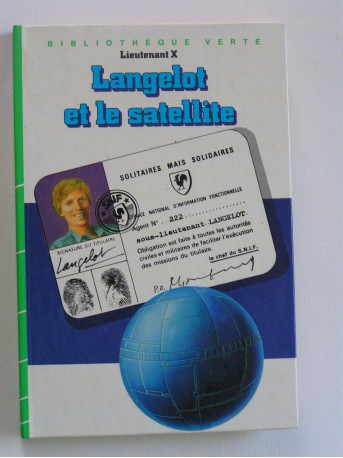 BIBLIOTHÈQUE VERTE
Lieutenant X
Langelot
et le satellite
SOLITAIRES MAIS SOLIDAIRES
SNIF
SERVICE NATIONAL D'INFORMATION FONCTIONNELLE
Agent N° 222
sous-lieutenant LANGELOT.
Obligation est faite à toutes les autorités
civiles et militaires de faciliter l'exécution
des missions du titulaire.
le chef du S.N.I.F.
SIGNATURE DU TITULAIRE
Langelot
P.O.